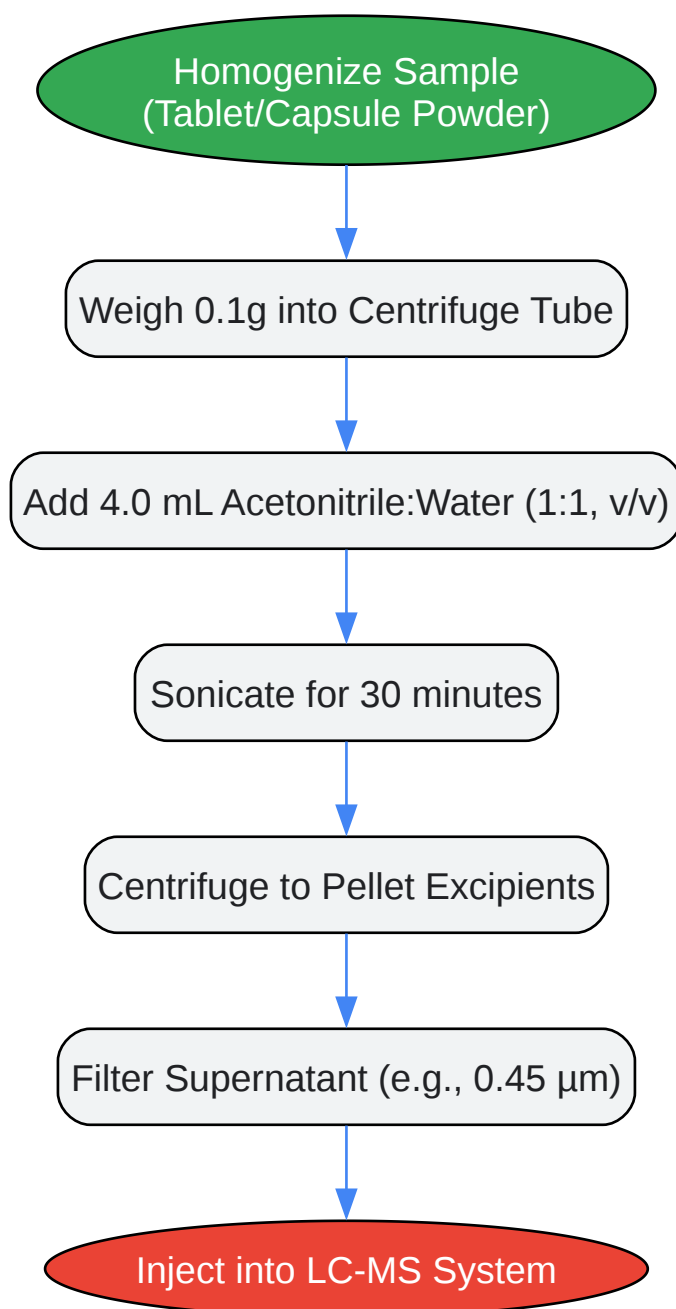 Homogenize Sample
(Tablet/Capsule Powder)
Weigh 0.1g into Centrifuge Tube
Add 4.0 mL Acetonitrile:Water (1:1, v/v)
Sonicate for 30 minutes
Centrifuge to Pellet Excipients
Filter Supernatant (e.g., 0.45 µm)
Inject into LC-MS System